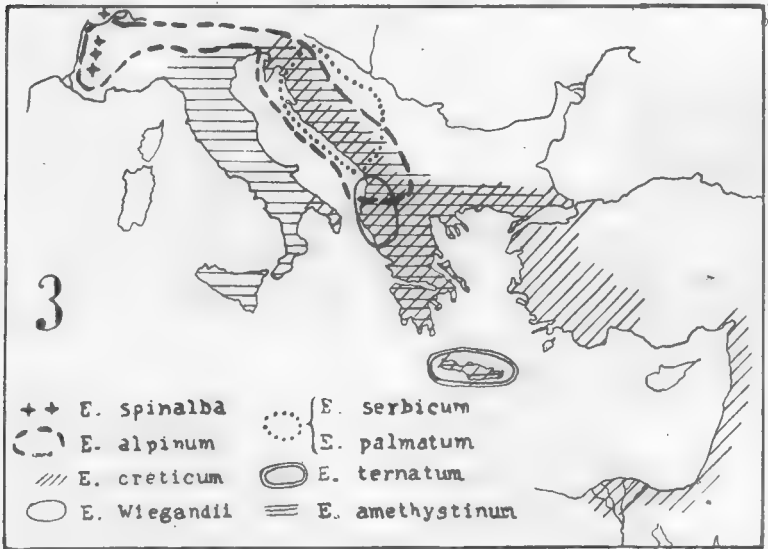 3
E. spinalba
E. alpinum
E. creticum
E. Wiegandii
E. serbicum
E. palmatum
E. ternatum
E. amethystinum